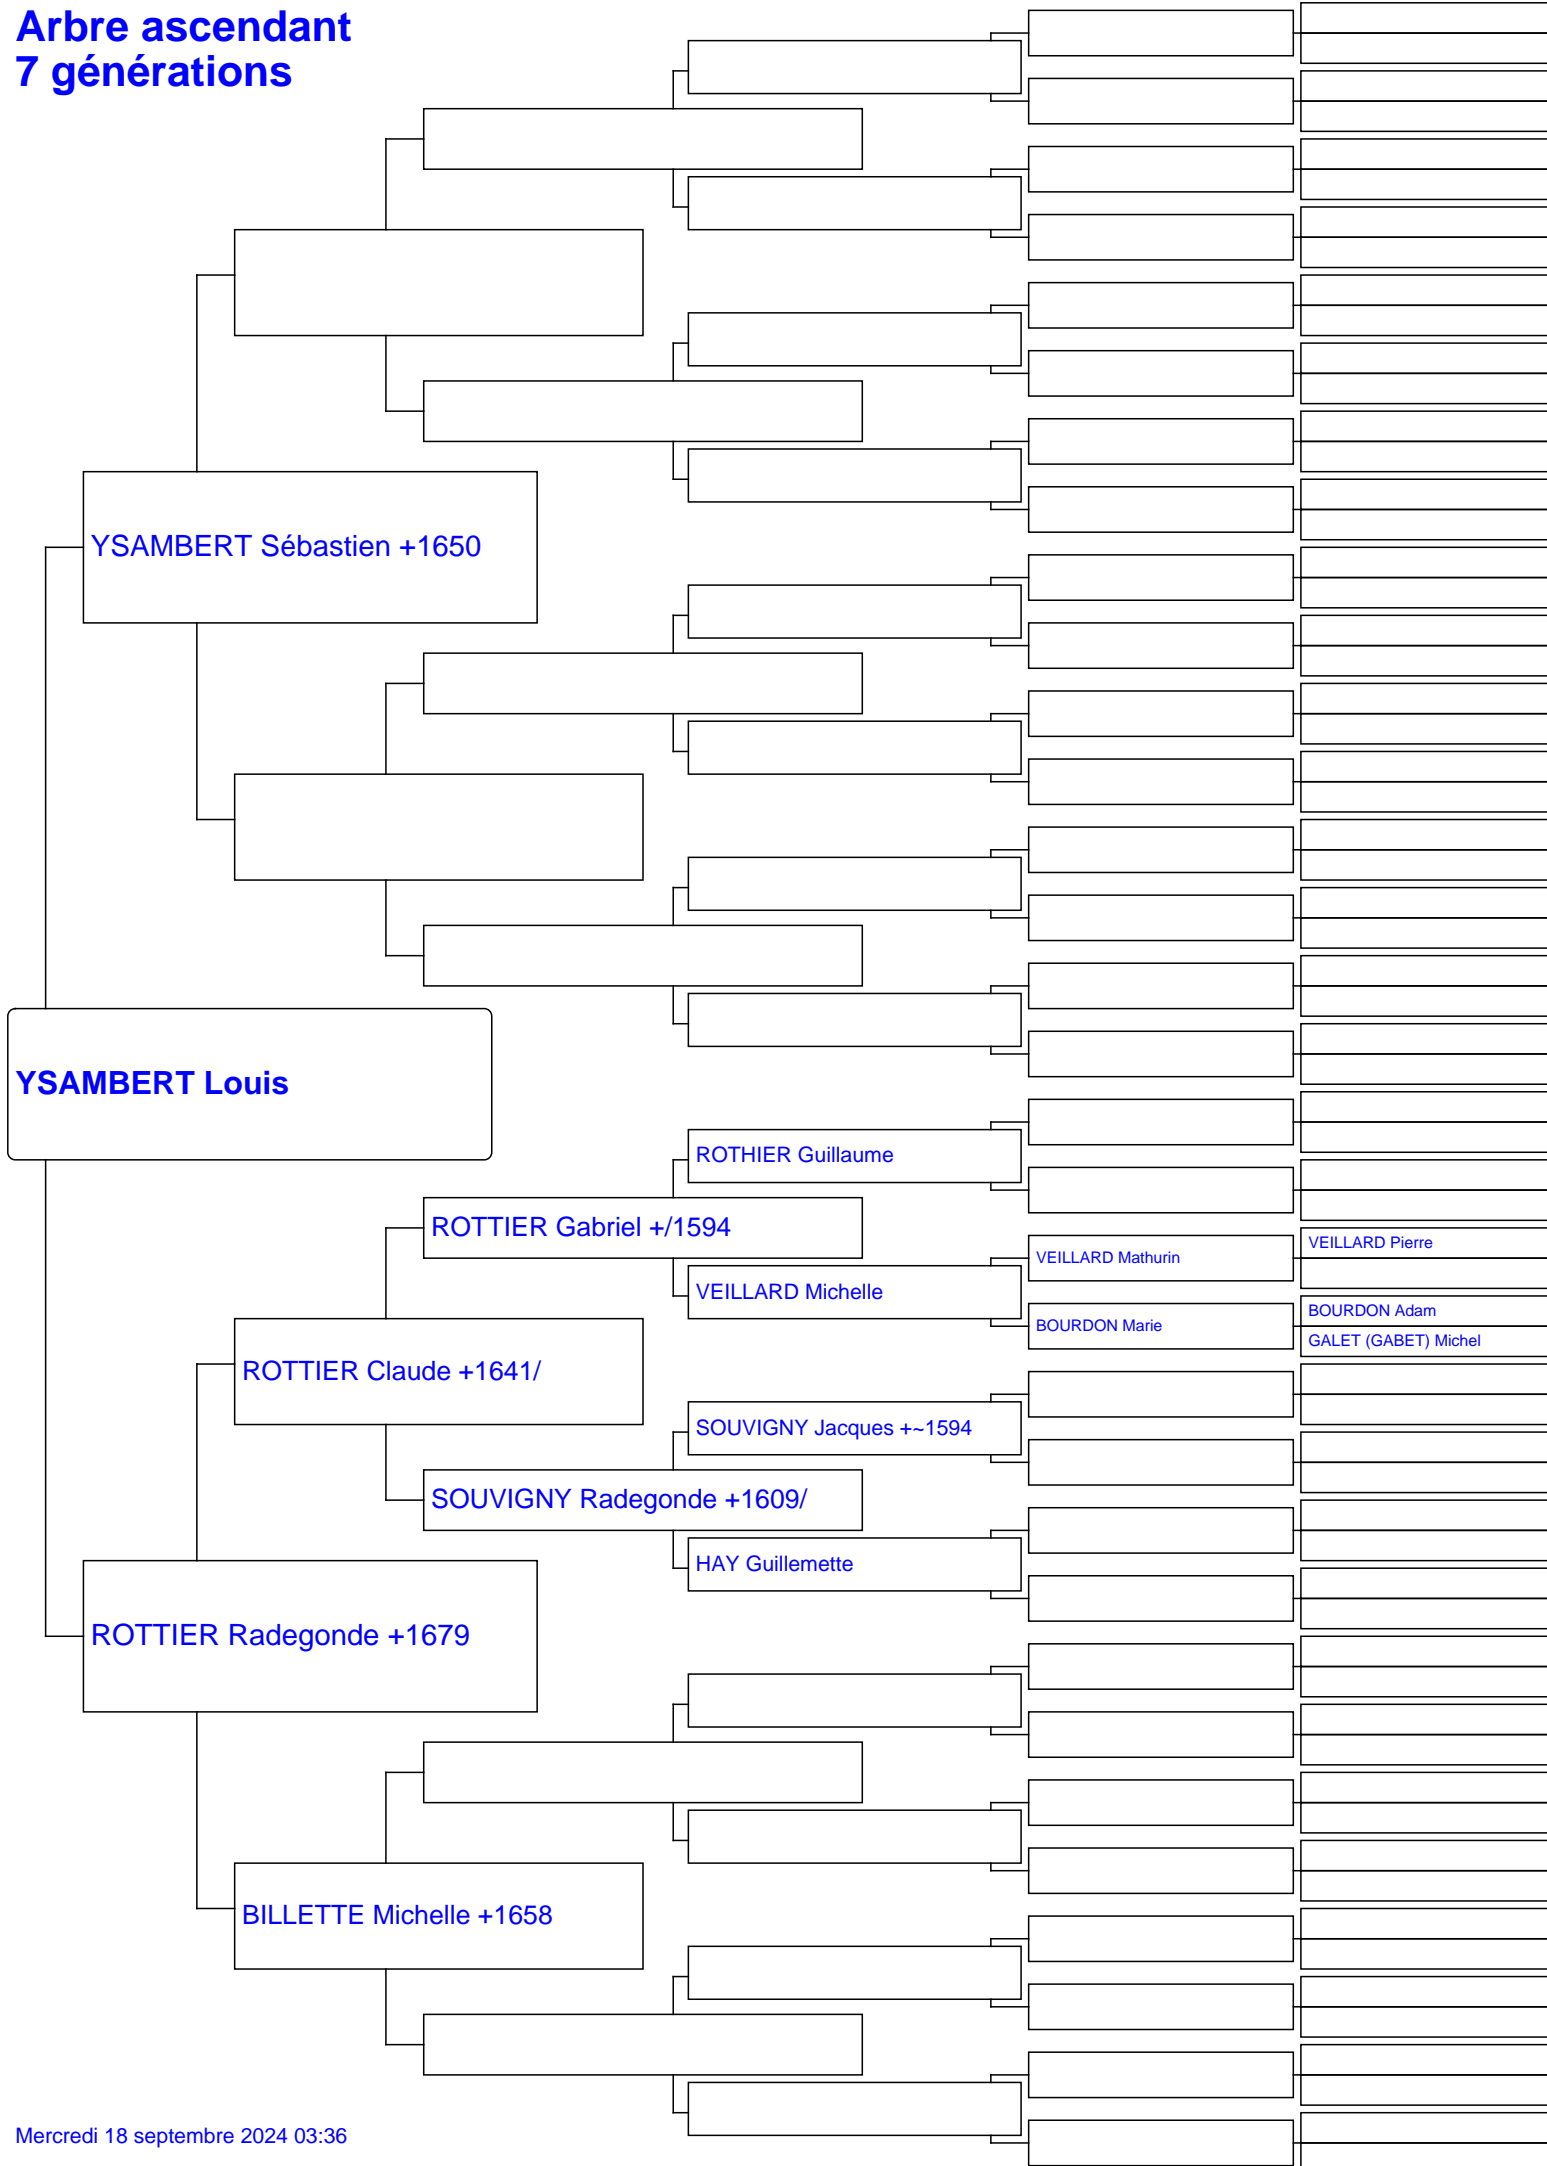 Arbre ascendant
7 générations
YSAMBERT Sébastien +1650
YSAMBERT Louis
ROTHIER Guillaume
ROTTIER Gabriel +/1594
VEILLARD Pierre
VEILLARD Mathurin
VEILLARD Michelle
BOURDON Adam
BOURDON Marie
GALET (GABET) Michel
ROTTIER Claude +1641/
SOUVIGNY Jacques +~1594
SOUVIGNY Radegonde +1609/
HAY Guillemette
ROTTIER Radegonde +1679
BILLETTE Michelle +1658
Mercredi 18 septembre 2024 03:36